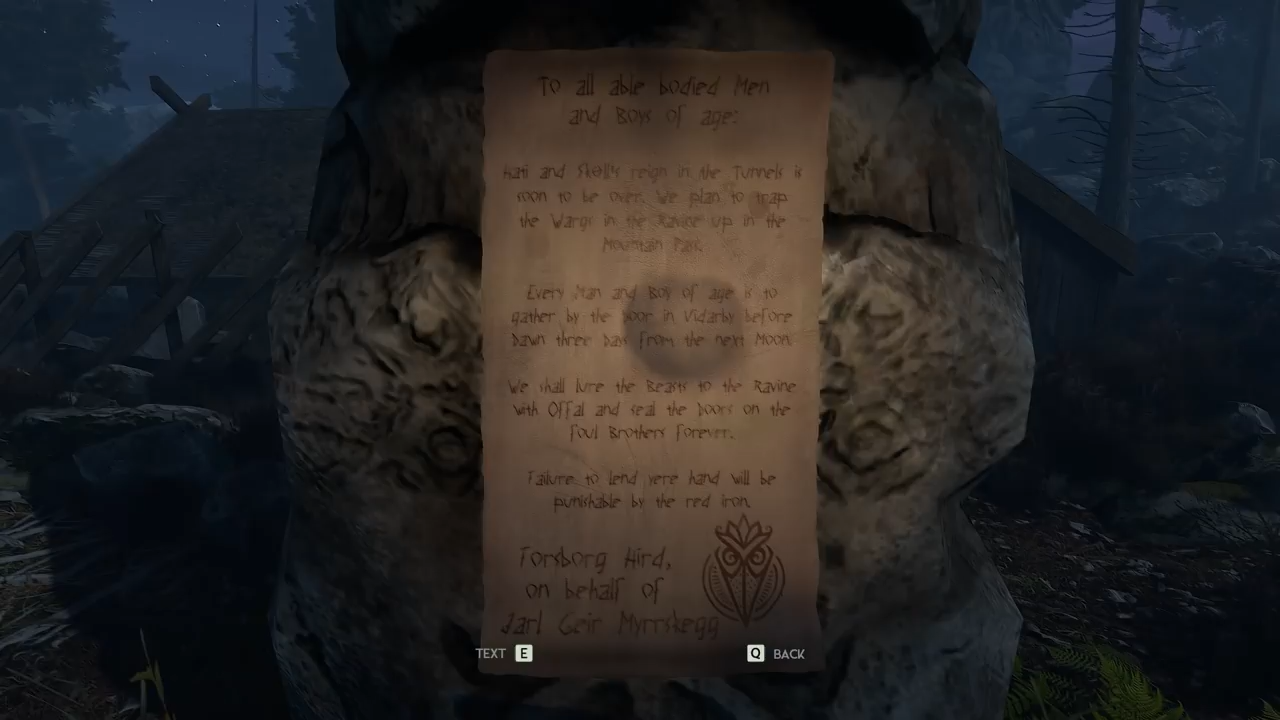 To all able bodied Men
and Boys of age:
Hati and Sköll's reign in the Tunnels is
soon to be over. We plan to trap
the Wargs in the Ravine up in the
Mountain Pass.
Every Man and Boy of age is to
gather by the Door in Vidarby before
Dawn three Days from the next Moon.
We shall lure the Beasts to the Ravine
with Offal and seal the Doors on the
foul Brothers forever.
Failure to lend yere hand will be
punishable by the red iron.
Torsborg Hird,
on behalf of
Jarl Geir Myrrskegg
TEXT E
Q BACK